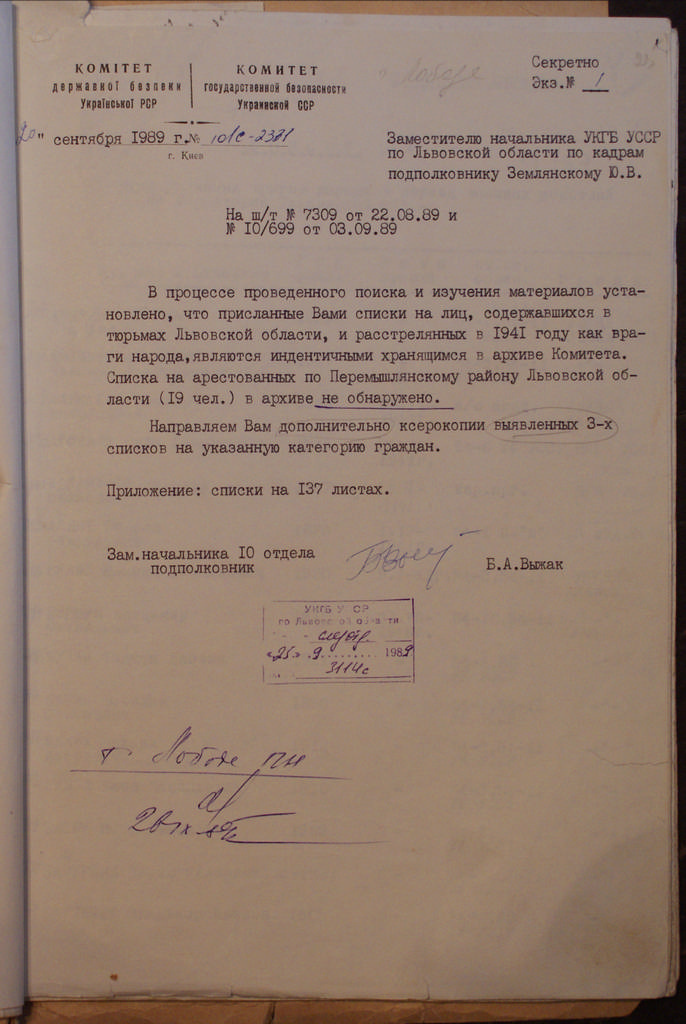 Секретно
Экз.№ 1
КОМІТЕТ
державної безпеки
Української РСР
КОМИТЕТ
государственной безопасности
Украинской ССР
"20" сентября 1989 г.№ 10/с-2381
г. Киев
Заместителю начальника УКГБ УССР
по Львовской области по кадрам
подполковнику Землянскому Ю.В.
На ш/т № 7309 от 22.08.89 и
№ 10/699 от 03.09.89
В процессе проведенного поиска и изучения материалов уста-
новлено, что присланные Вами списки на лиц, содержавшихся в
тюрьмах Львовской области, и расстрелянных в 1941 году как вра-
ги народа,являются индентичными хранящимся в архиве Комитета.
Списка на арестованных по Перемышлянскому району Львовской об-
ласти (19 чел.) в архиве не обнаружено.
Направляем Вам дополнительно ксерокопии выявленных 3-х
списков на указанную категорию граждан.
Приложение: списки на 137 листах.
Зам.начальника 10 отдела
подполковник
Б.А.Выжак
УКГБ УССР
по Львовской области
"25" 9 1989
3114с
т. Лободе ПН